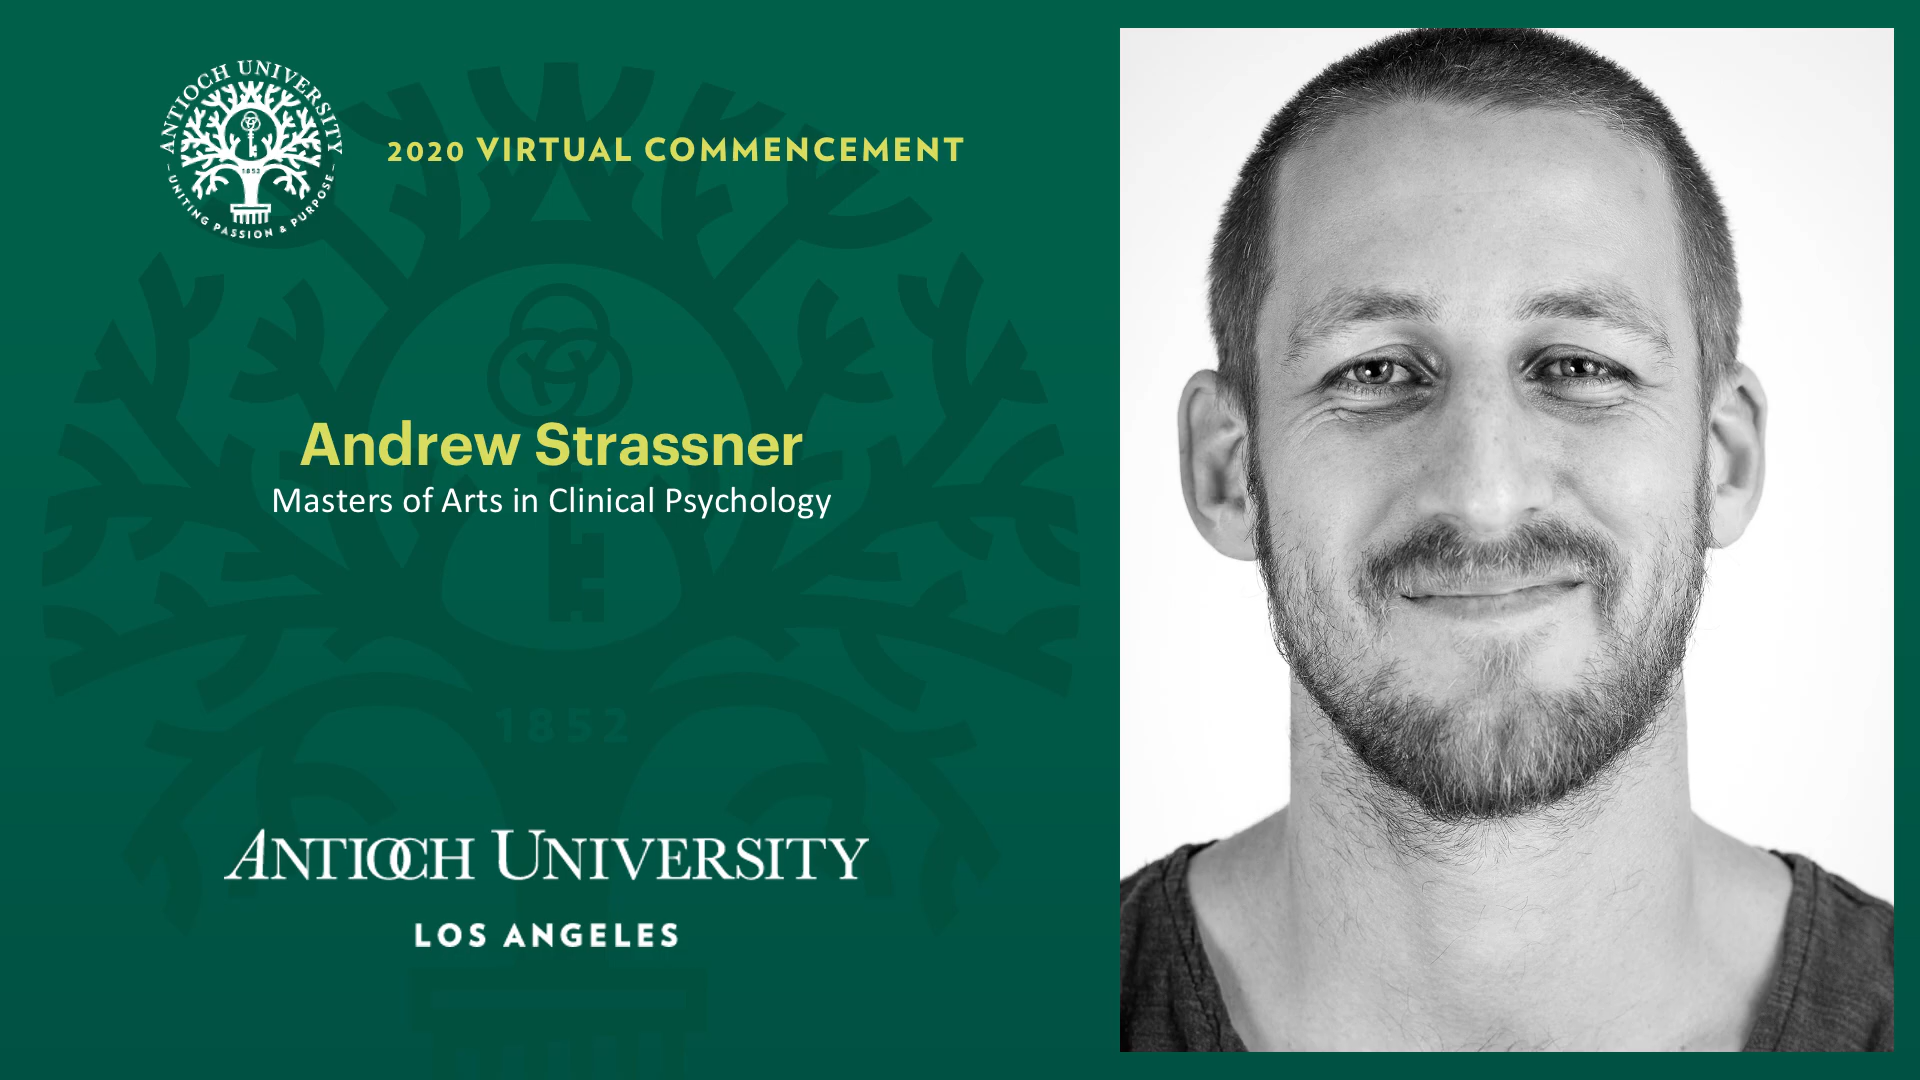 ANTIOCH UNIVERSITY
1852
– UNITING PASSION & PURPOSE –
2020 VIRTUAL COMMENCEMENT
Andrew Strassner
Masters of Arts in Clinical Psychology
1852
ANTIOCH UNIVERSITY
LOS ANGELES